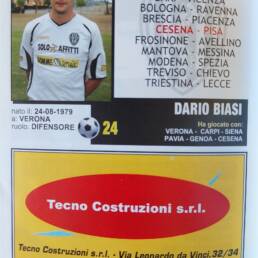 BOLOGNA - RAVENNA
BRESCIA - PIACENZA
CESENA - PISA
FROSINONE - AVELLINO
MANTOVA - MESSINA
MODENA - SPEZIA
TREVISO - CHIEVO
TRIESTINA - LECCE
SOLO AFFITTI
nato il: 24-08-1979
a: VERONA
ruolo: DIFENSORE
24
DARIO BIASI
Ha giocato con:
VERONA - CARPI - SIENA
PAVIA - GENOA - CESENA
Tecno Costruzioni s.r.l.
Tecno Costruzioni s.r.l. - Via Leonardo da Vinci, 32/34